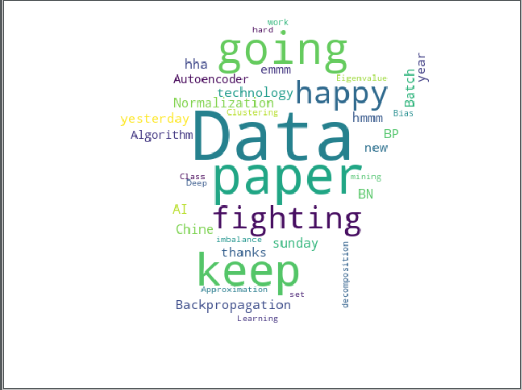 work
hard
going
year
hha
emmm
Autoencoder
Eigenvalue
technology
happy
Batch
Normalization
Clustering
Bias
yesterday
hmmm
Data
Algorithm
BP
new
paper
Class
mining
Deep
BN
AI
fighting
Chine
imbalance
sunday
thanks
decomposition
keep
Approximation
set
Backpropagation
Learning